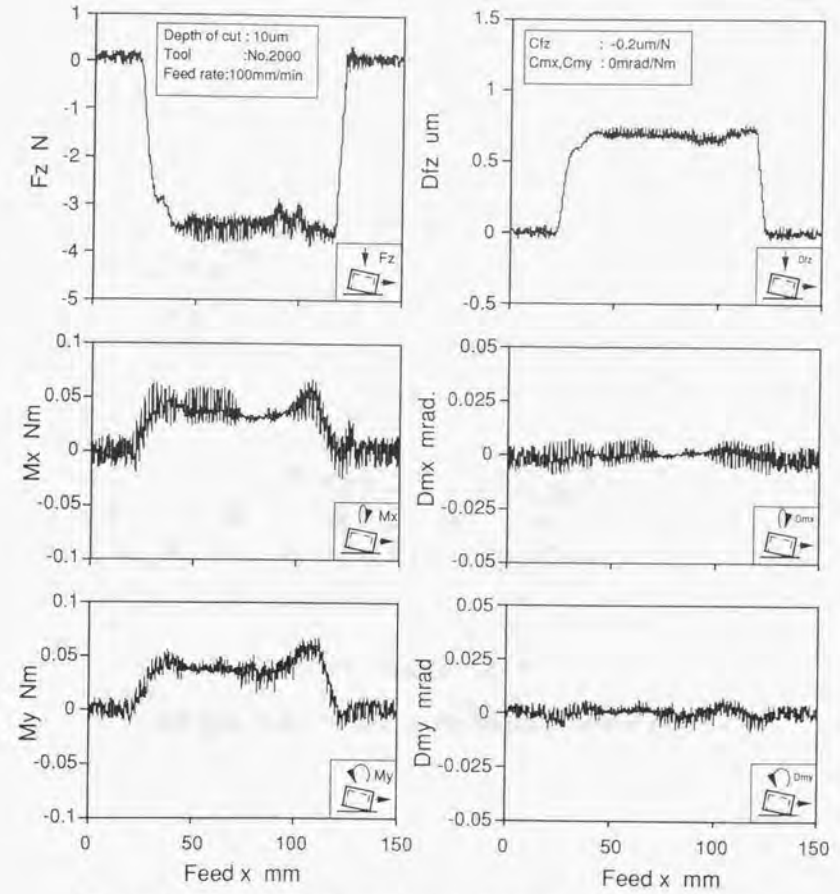 Depth of cut : 10um
Tool :No.2000
Feed rate:100mm/min
1
0
-1
-2
-3
-4
-5
Fz N
Fz
Cfz : -0.2um/N
Cmx,Cmy : 0mrad/Nm
1.5
1
0.5
0
-0.5
Dfz um
Dfz
0.1
0.05
0
-0.05
-0.1
Mx Nm
Mx
0.05
0.025
0
-0.025
-0.05
Dmx mrad.
Dmx
0.1
0.05
0
-0.05
-0.1
My Nm
My
0 50 100 150
Feed x mm
0.05
0.025
0
-0.025
-0.05
Dmy mrad
Dmy
0 50 100 150
Feed x mm